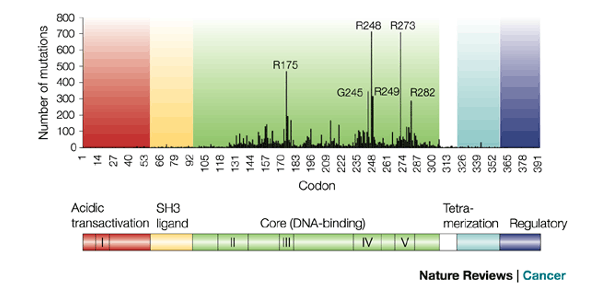 800
700
600
500
400
300
200
100
0
Number of mutations
R248 R273
R175
G245 R249 R282
1 14 27 40 53 66 79 92 105 118 131 144 157 170 183 196 209 222 235 248 261 274 287 300 313 326 339 352 365 378 391
Codon
Acidic transactivation
SH3 ligand
Core (DNA-binding)
Tetra-
merization
Regulatory
I II III IV V
Nature Reviews | Cancer